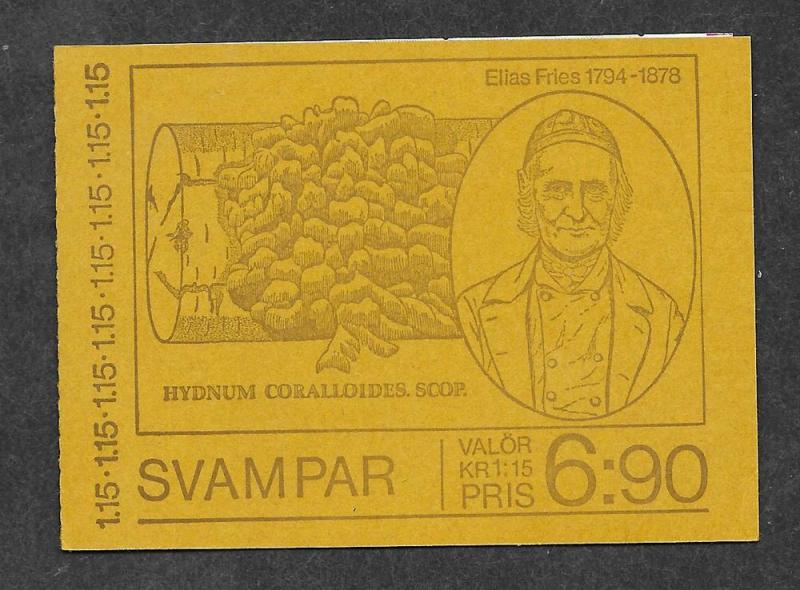 1.15·1.15·1.15·1.15·1.15·1.15
Elias Fries 1794-1878
HYDNUM CORALLOIDES. SCOP.
SVAMPAR
VALÖR
KR 1:15
PRIS 6:90